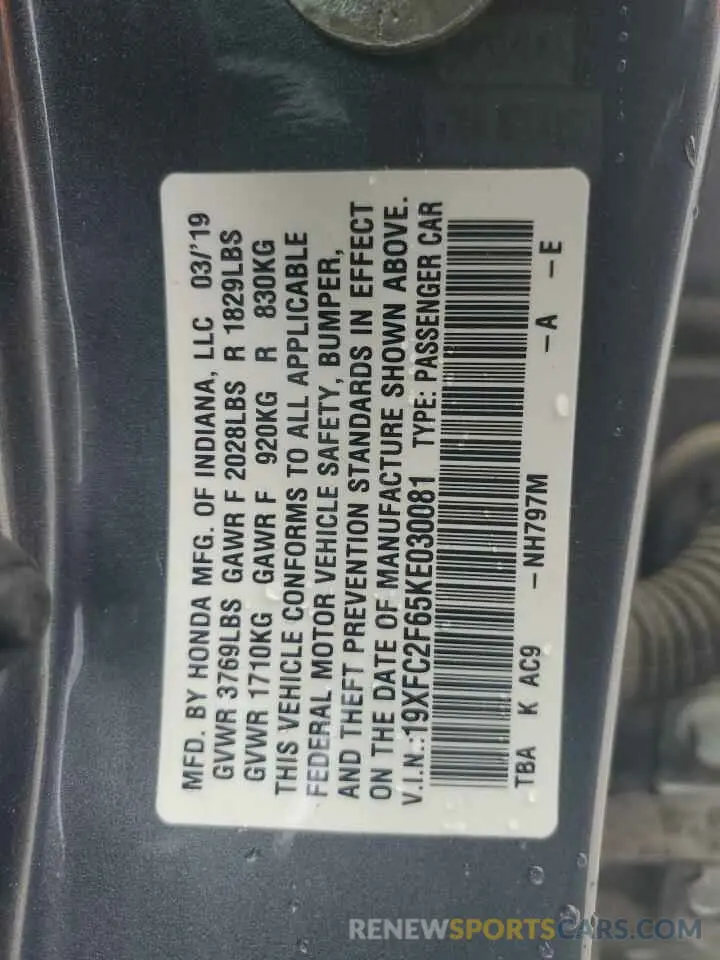 MFD. BY HONDA MFG. OF INDIANA, LLC 03/'19
GVWR 3769LBS GAWR F 2028LBS R 1829LBS
GVWR 1710KG GAWR F 920KG R 830KG
THIS VEHICLE CONFORMS TO ALL APPLICABLE
FEDERAL MOTOR VEHICLE SAFETY, BUMPER,
AND THEFT PREVENTION STANDARDS IN EFFECT
ON THE DATE OF MANUFACTURE SHOWN ABOVE.
V.I.N.:19XFC2F65KE030081 TYPE: PASSENGER CAR
TBA K AC9 -NH797M -A -E
RENEWSPORTSCARS.COM